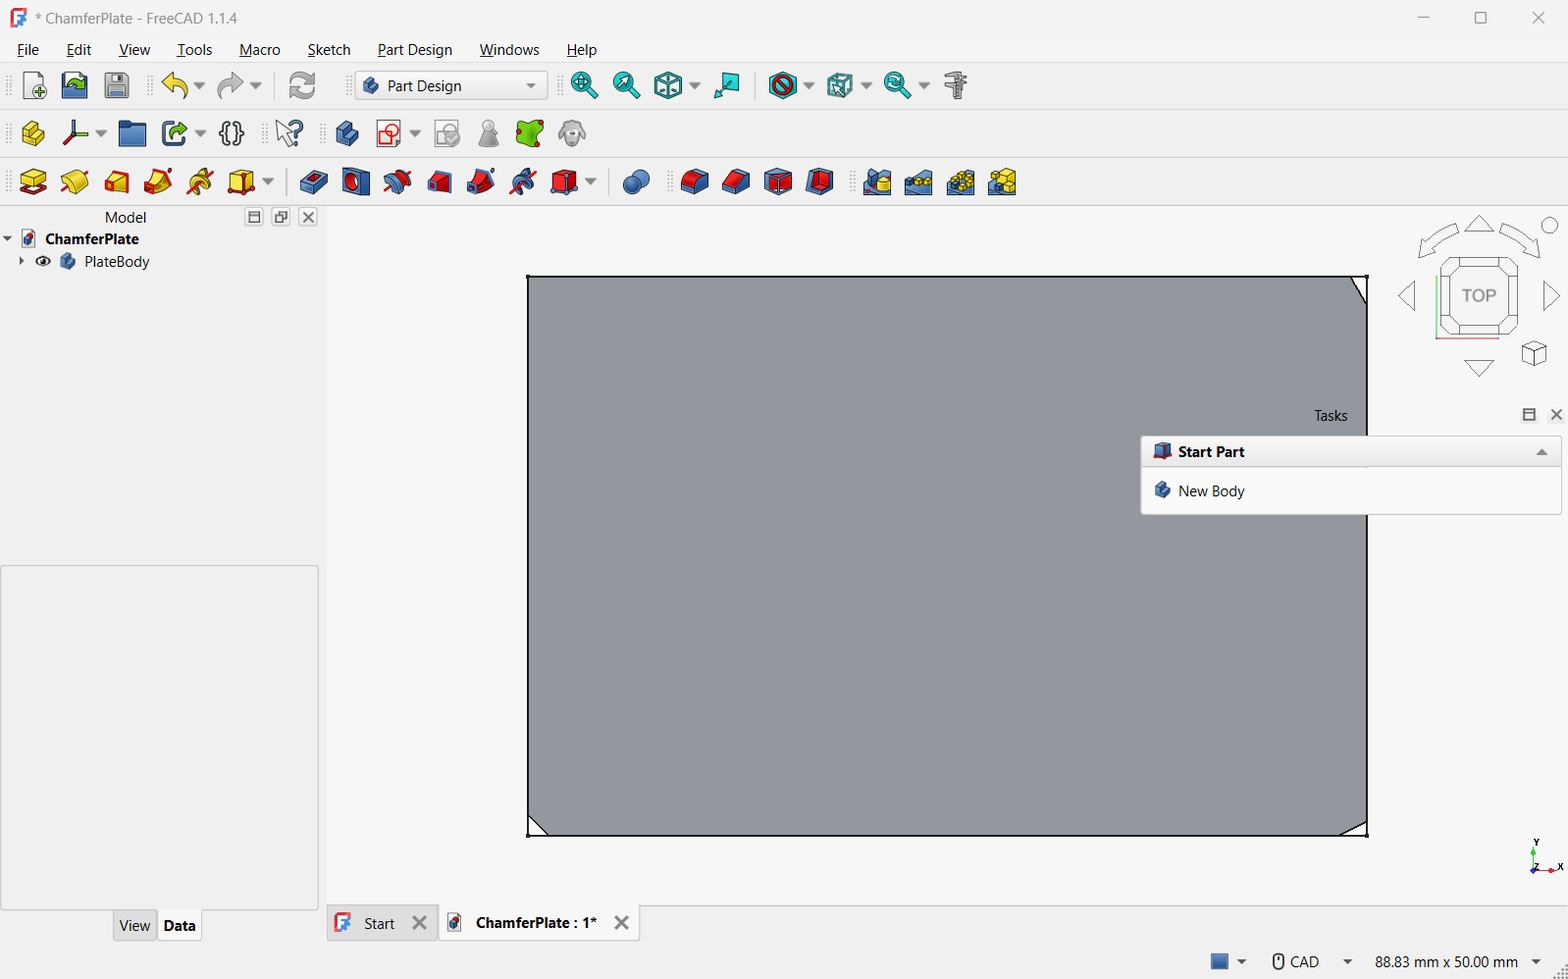 * ChamferPlate - FreeCAD 1.1.4
File Edit View Tools Macro Sketch Part Design Windows Help
Part Design
Model
ChamferPlate
PlateBody
TOP
Tasks
Start Part
New Body
Y
Z X
View Data
Start ChamferPlate : 1*
CAD 88.83 mm x 50.00 mm